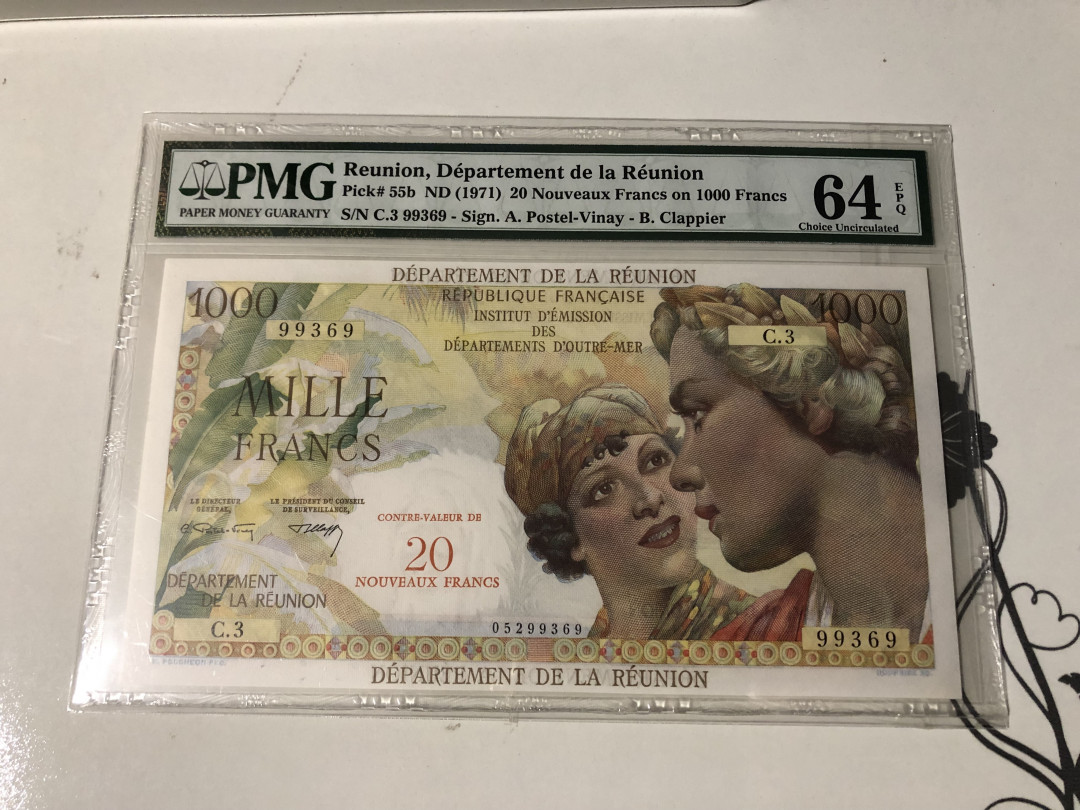 PMG
PAPER MONEY GUARANTY
Reunion, Département de la Réunion
Pick# 55b ND (1971) 20 Nouveaux Francs on 1000 Francs
S/N C.3 99369 - Sign. A. Postel-Vinay - B. Clappier
64 EPQ
Choice Uncirculated
DÉPARTEMENT DE LA RÉUNION
1000
RÉPUBLIQUE FRANÇAISE
1000
99369
INSTITUT D'ÉMISSION
DES
DÉPARTEMENTS D'OUTRE-MER
C.3
MILLE
FRANCS
LE DIRECTEUR
GÉNÉRAL,
LE PRÉSIDENT DU CONSEIL
DE SURVEILLANCE,
CONTRE-VALEUR DE
20
NOUVEAUX FRANCS
DÉPARTEMENT
DE LA RÉUNION
C.3
05299369
99369
DÉPARTEMENT DE LA RÉUNION